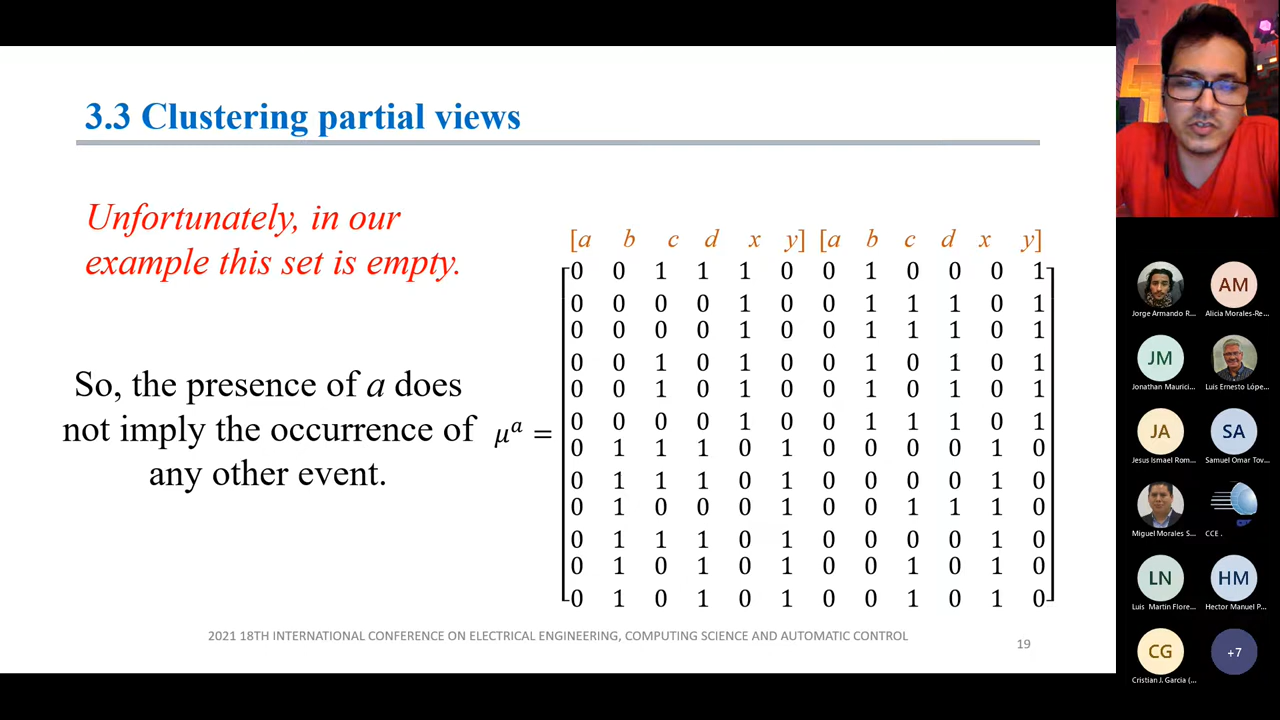 3.3 Clustering partial views
Unfortunately, in our
example this set is empty.
So, the presence of a does
not imply the occurrence of
any other event.
μᵃ =
[a b c d x y] [a b c d x y]
0 0 1 1 1 0 0 1 0 0 0 1
0 0 0 0 1 0 0 1 1 1 0 1
0 0 0 0 1 0 0 1 1 1 0 1
0 0 1 0 1 0 0 1 0 1 0 1
0 0 1 0 1 0 0 1 0 1 0 1
0 0 0 0 1 0 0 1 1 1 0 1
0 1 1 1 0 1 0 0 0 0 1 0
0 1 1 1 0 1 0 0 0 0 1 0
0 1 0 0 0 1 0 0 1 1 1 0
0 1 1 1 0 1 0 0 0 0 1 0
0 1 0 1 0 1 0 0 1 0 1 0
0 1 0 1 0 1 0 0 1 0 1 0
2021 18TH INTERNATIONAL CONFERENCE ON ELECTRICAL ENGINEERING, COMPUTING SCIENCE AND AUTOMATIC CONTROL
19
Jorge Armando R...
AM
Alicia Morales-Re...
JM
Jonathan Maurici...
Luis Ernesto Lópe...
JA
Jesus Ismael Rom...
SA
Samuel Omar Tov...
Miguel Morales S...
CCE .
LN
Luis Martin Flore...
HM
Hector Manuel P...
CG
Cristian J. Garcia (...
+7